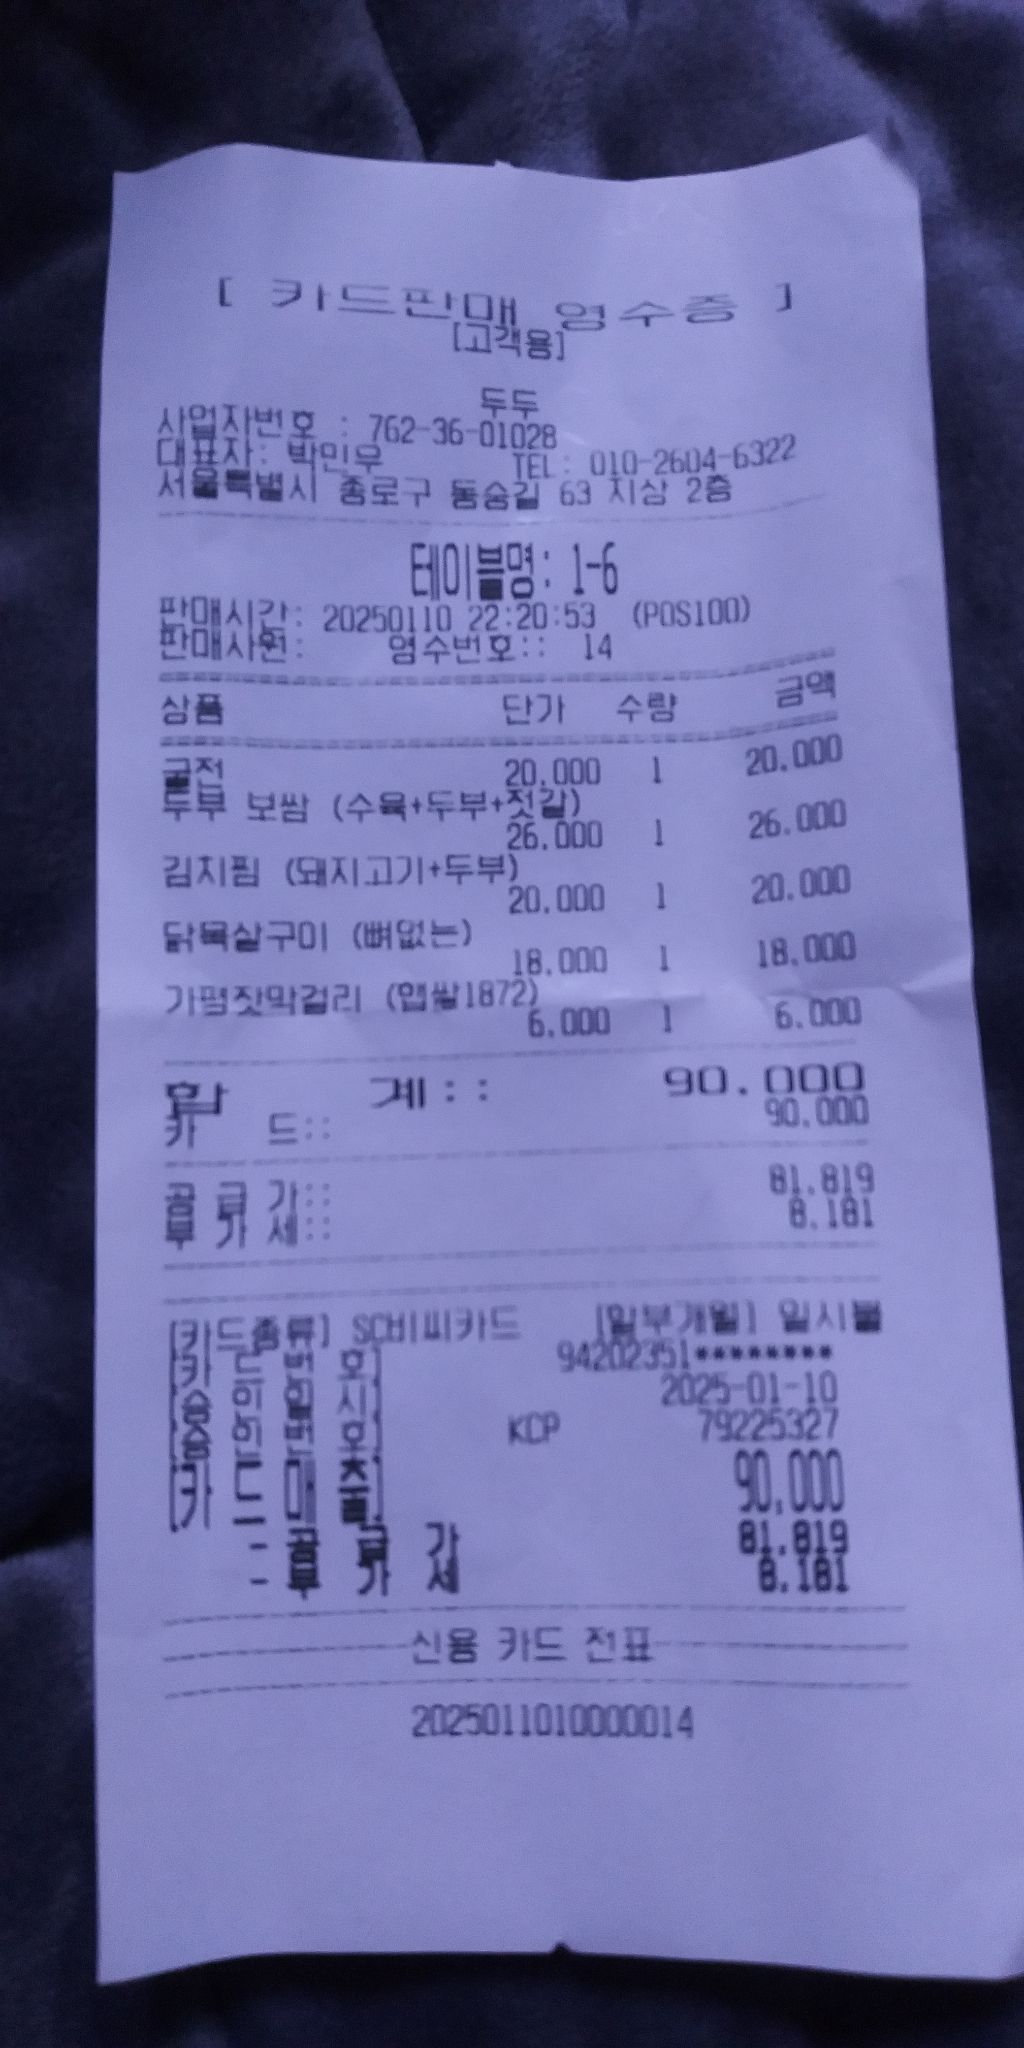 [ 카드판매 영수증 ]
[고객용]
두두
사업자번호 : 762-36-01028
대표자: 박민우 TEL: 010-2604-6322
서울특별시 종로구 동숭길 63 지상 2층
테이블명: 1-6
판매시간: 20250110 22:20:53 (POS100)
판매사원: 영수번호:: 14
상품 단가 수량 금액
굴전
20.000 1 20.000
두부 보쌈 (수육+두부+젓갈)
26.000 1 26.000
김치찜 (돼지고기+두부)
20.000 1 20.000
닭목살구이 (뼈없는)
18.000 1 18.000
가평잣막걸리 (햅쌀1872)
6.000 1 6.000
합 계:: 90.000
카 드:: 90.000
공 급 가:: 81.819
부 가 세:: 8.181
[카드종류] SC비씨카드 [할부개월] 일시불
[카 드 번 호] 94202351********
[승 인 일 시] 2025-01-10
[승 인 번 호] KCP 79225327
[카 드 매 출] 90,000
- 공 급 가 81.819
- 부 가 세 8.181
신용 카드 전표
2025011010000014